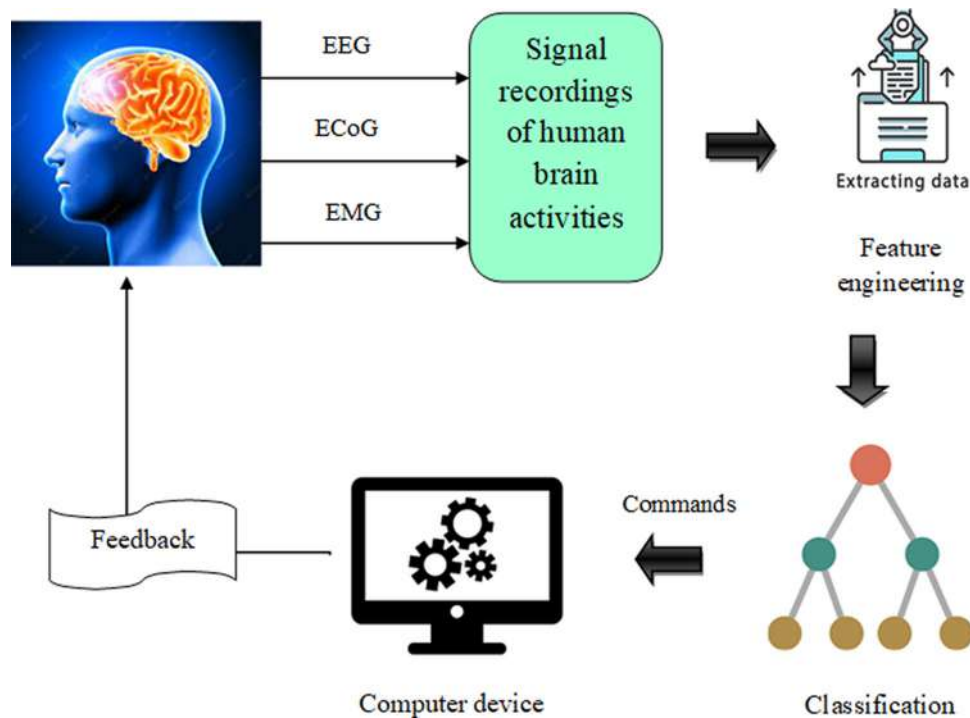 EEG
ECoG
EMG
Signal
recordings
of human
brain
activities
Extracting data
Feature
engineering
Commands
Feedback
Computer device
Classification